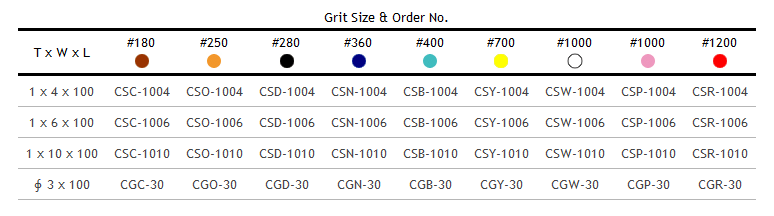 Grit Size & Order No.
T x W x L #180 #250 #280 #360 #400 #700 #1000 #1000 #1200
1 x 4 x 100 CSC-1004 CSO-1004 CSD-1004 CSN-1004 CSB-1004 CSY-1004 CSW-1004 CSP-1004 CSR-1004
1 x 6 x 100 CSC-1006 CSO-1006 CSD-1006 CSN-1006 CSB-1006 CSY-1006 CSW-1006 CSP-1006 CSR-1006
1 x 10 x 100 CSC-1010 CSO-1010 CSD-1010 CSN-1010 CSB-1010 CSY-1010 CSW-1010 CSP-1010 CSR-1010
∮ 3 x 100 CGC-30 CGO-30 CGD-30 CGN-30 CGB-30 CGY-30 CGW-30 CGP-30 CGR-30